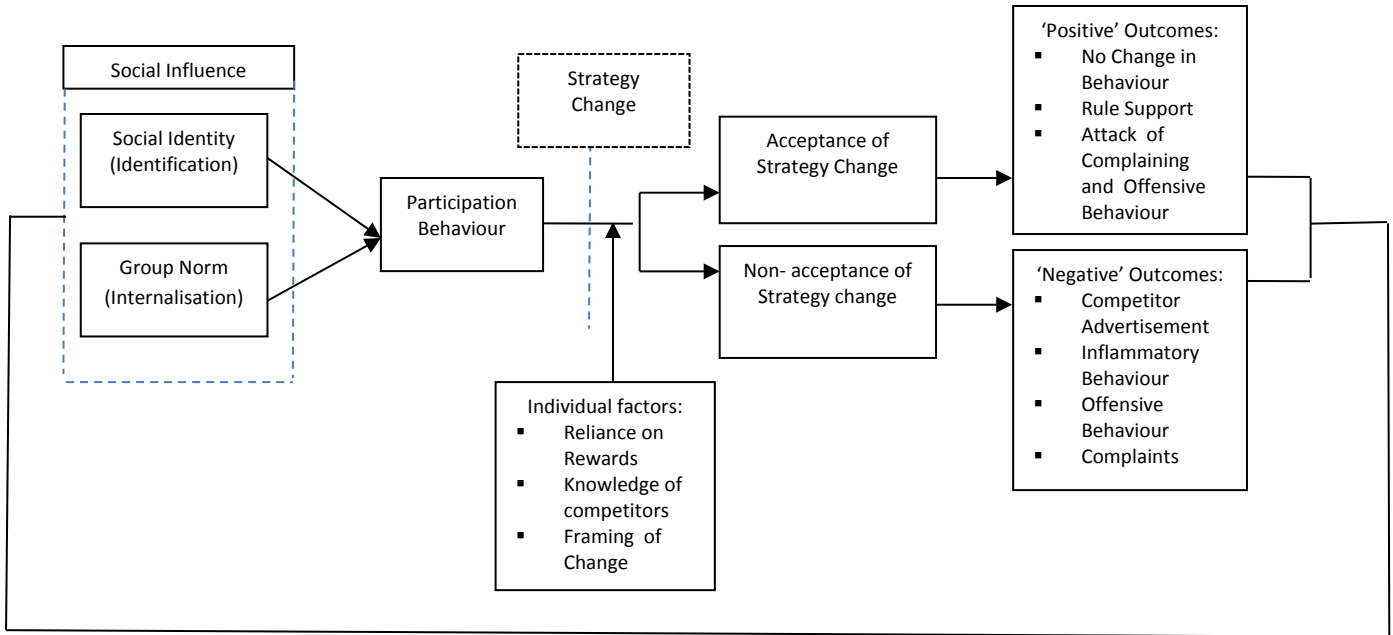 Social Influence
Social Identity
(Identification)
Group Norm
(Internalisation)
Participation
Behaviour
Strategy
Change
Individual factors:
▪ Reliance on
Rewards
▪ Knowledge of
competitors
▪ Framing of
Change
Acceptance of
Strategy Change
Non- acceptance of
Strategy change
‘Positive’ Outcomes:
▪ No Change in
Behaviour
▪ Rule Support
▪ Attack of
Complaining
and Offensive
Behaviour
‘Negative’ Outcomes:
▪ Competitor
Advertisement
▪ Inflammatory
Behaviour
▪ Offensive
Behaviour
▪ Complaints